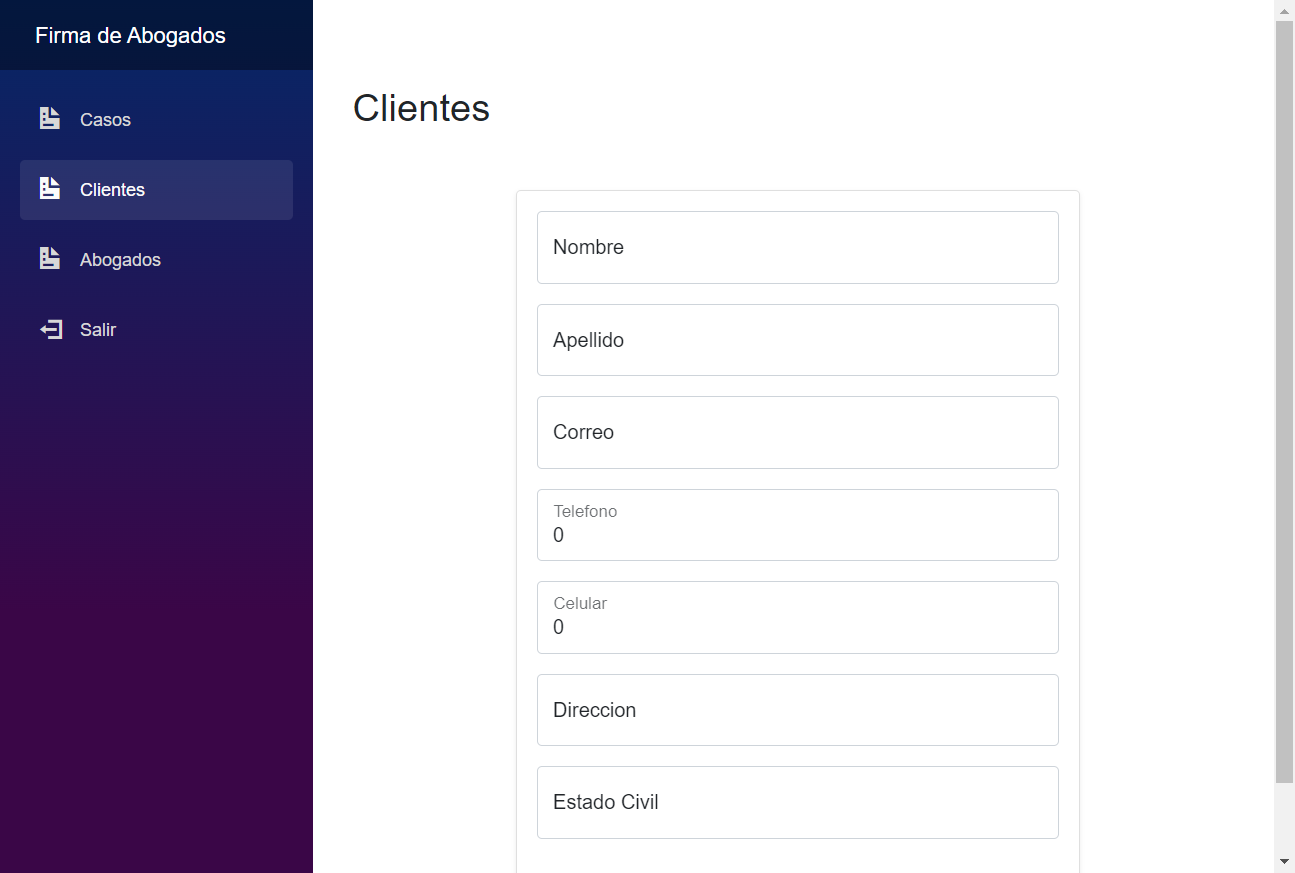 Firma de Abogados
Casos
Clientes
Abogados
Salir
Clientes
Nombre
Apellido
Correo
Telefono
0
Celular
0
Direccion
Estado Civil